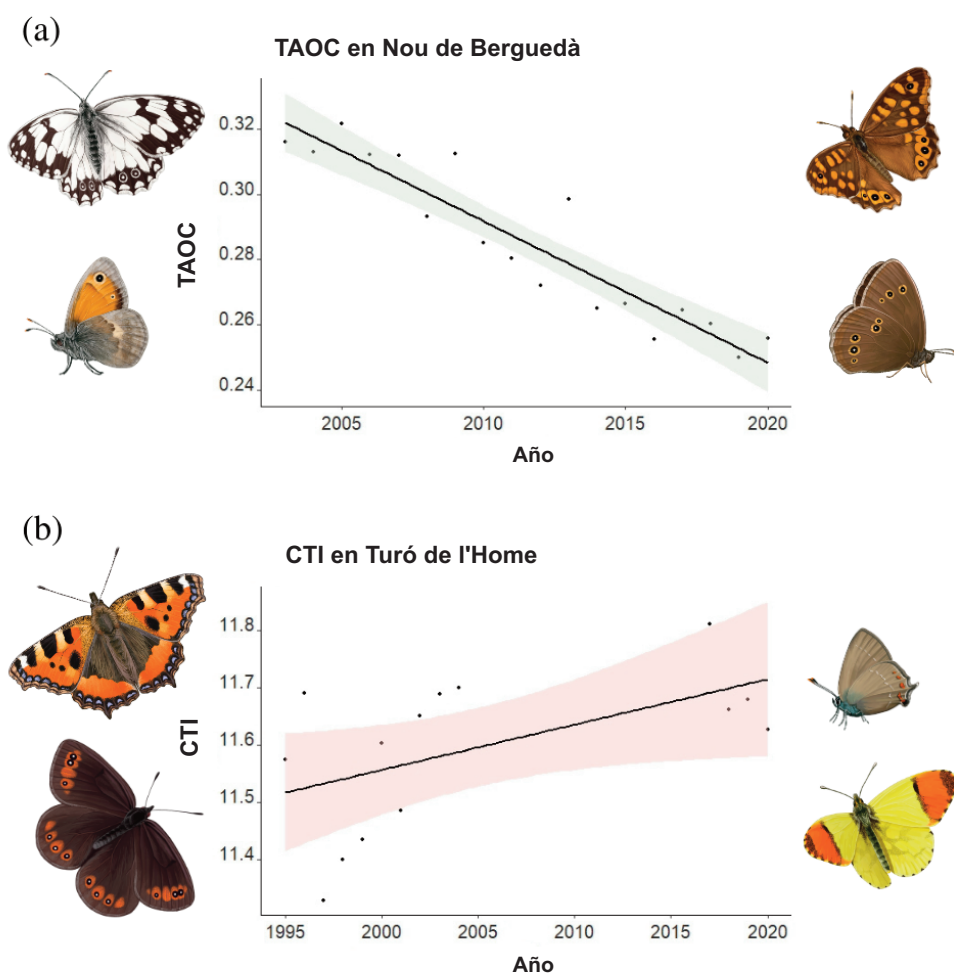 (a)
TAOC en Nou de Berguedà
0.32
0.30
0.28
0.26
0.24
TAOC
2005 2010 2015 2020
Año
(b)
CTI en Turó de l'Home
11.8
11.7
11.6
11.5
11.4
CTI
1995 2000 2005 2010 2015 2020
Año